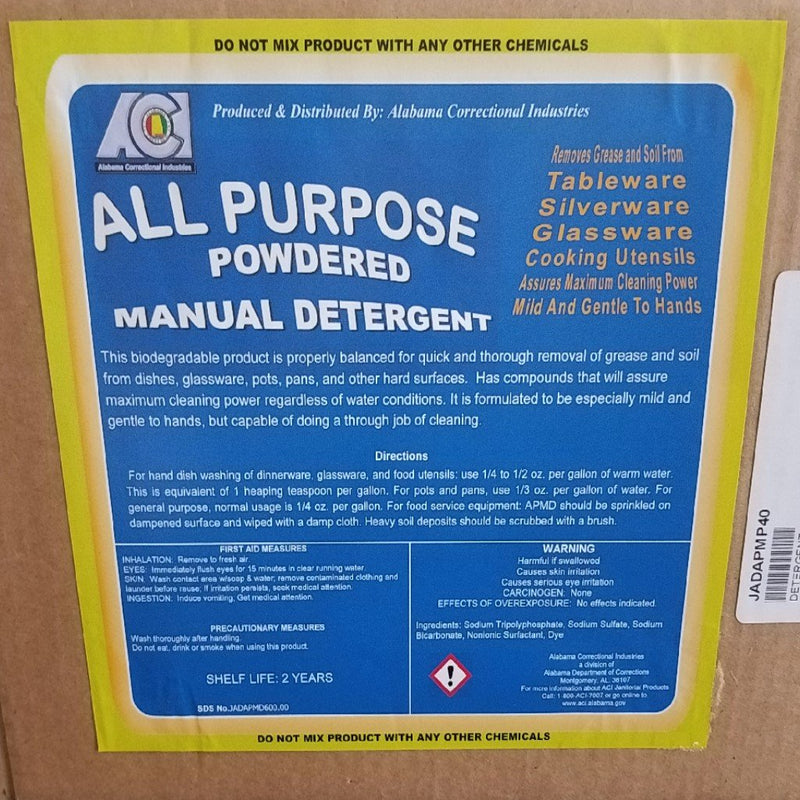 DO NOT MIX PRODUCT WITH ANY OTHER CHEMICALS
ACI
Alabama Correctional Industries
Produced & Distributed By: Alabama Correctional Industries
ALL PURPOSE
POWDERED
MANUAL DETERGENT
Removes Grease and Soil From
Tableware
Silverware
Glassware
Cooking Utensils
Assures Maximum Cleaning Power
Mild And Gentle To Hands
This biodegradable product is properly balanced for quick and thorough removal of grease and soil
from dishes, glassware, pots, pans, and other hard surfaces. Has compounds that will assure
maximum cleaning power regardless of water conditions. It is formulated to be especially mild and
gentle to hands, but capable of doing a through job of cleaning.
Directions
For hand dish washing of dinnerware, glassware, and food utensils: use 1/4 to 1/2 oz. per gallon of warm water.
This is equivalent of 1 heaping teaspoon per gallon. For pots and pans, use 1/3 oz. per gallon of water. For
general purpose, normal usage is 1/4 oz. per gallon. For food service equipment: APMD should be sprinkled on
dampened surface and wiped with a damp cloth. Heavy soil deposits should be scrubbed with a brush.
FIRST AID MEASURES
INHALATION: Remove to fresh air.
EYES: Immediately flush eyes for 15 minutes in clear running water.
SKIN: Wash contact area w/soap & water; remove contaminated clothing and
launder before reuse; If irritation persists, seek medical attention.
INGESTION: Induce vomiting; Get medical attention.
PRECAUTIONARY MEASURES
Wash thoroughly after handling.
Do not eat, drink or smoke when using this product.
SHELF LIFE: 2 YEARS
SDS No.JADAPMD600.00
WARNING
Harmful if swallowed
Causes skin irritation
Causes serious eye irritation
CARCINOGEN: None
EFFECTS OF OVEREXPOSURE: No effects indicated.
Ingredients: Sodium Tripolyphosphate, Sodium Sulfate, Sodium
Bicarbonate, Nonionic Surfactant, Dye
Alabama Correctional Industries
a division of
Alabama Department of Corrections
Montgomery, AL. 36107
For more information about ACI Janitorial Products
Call: 1-800-ACI-7007 or go online to
www.aci.alabama.gov
DO NOT MIX PRODUCT WITH ANY OTHER CHEMICALS
JADAPMP40